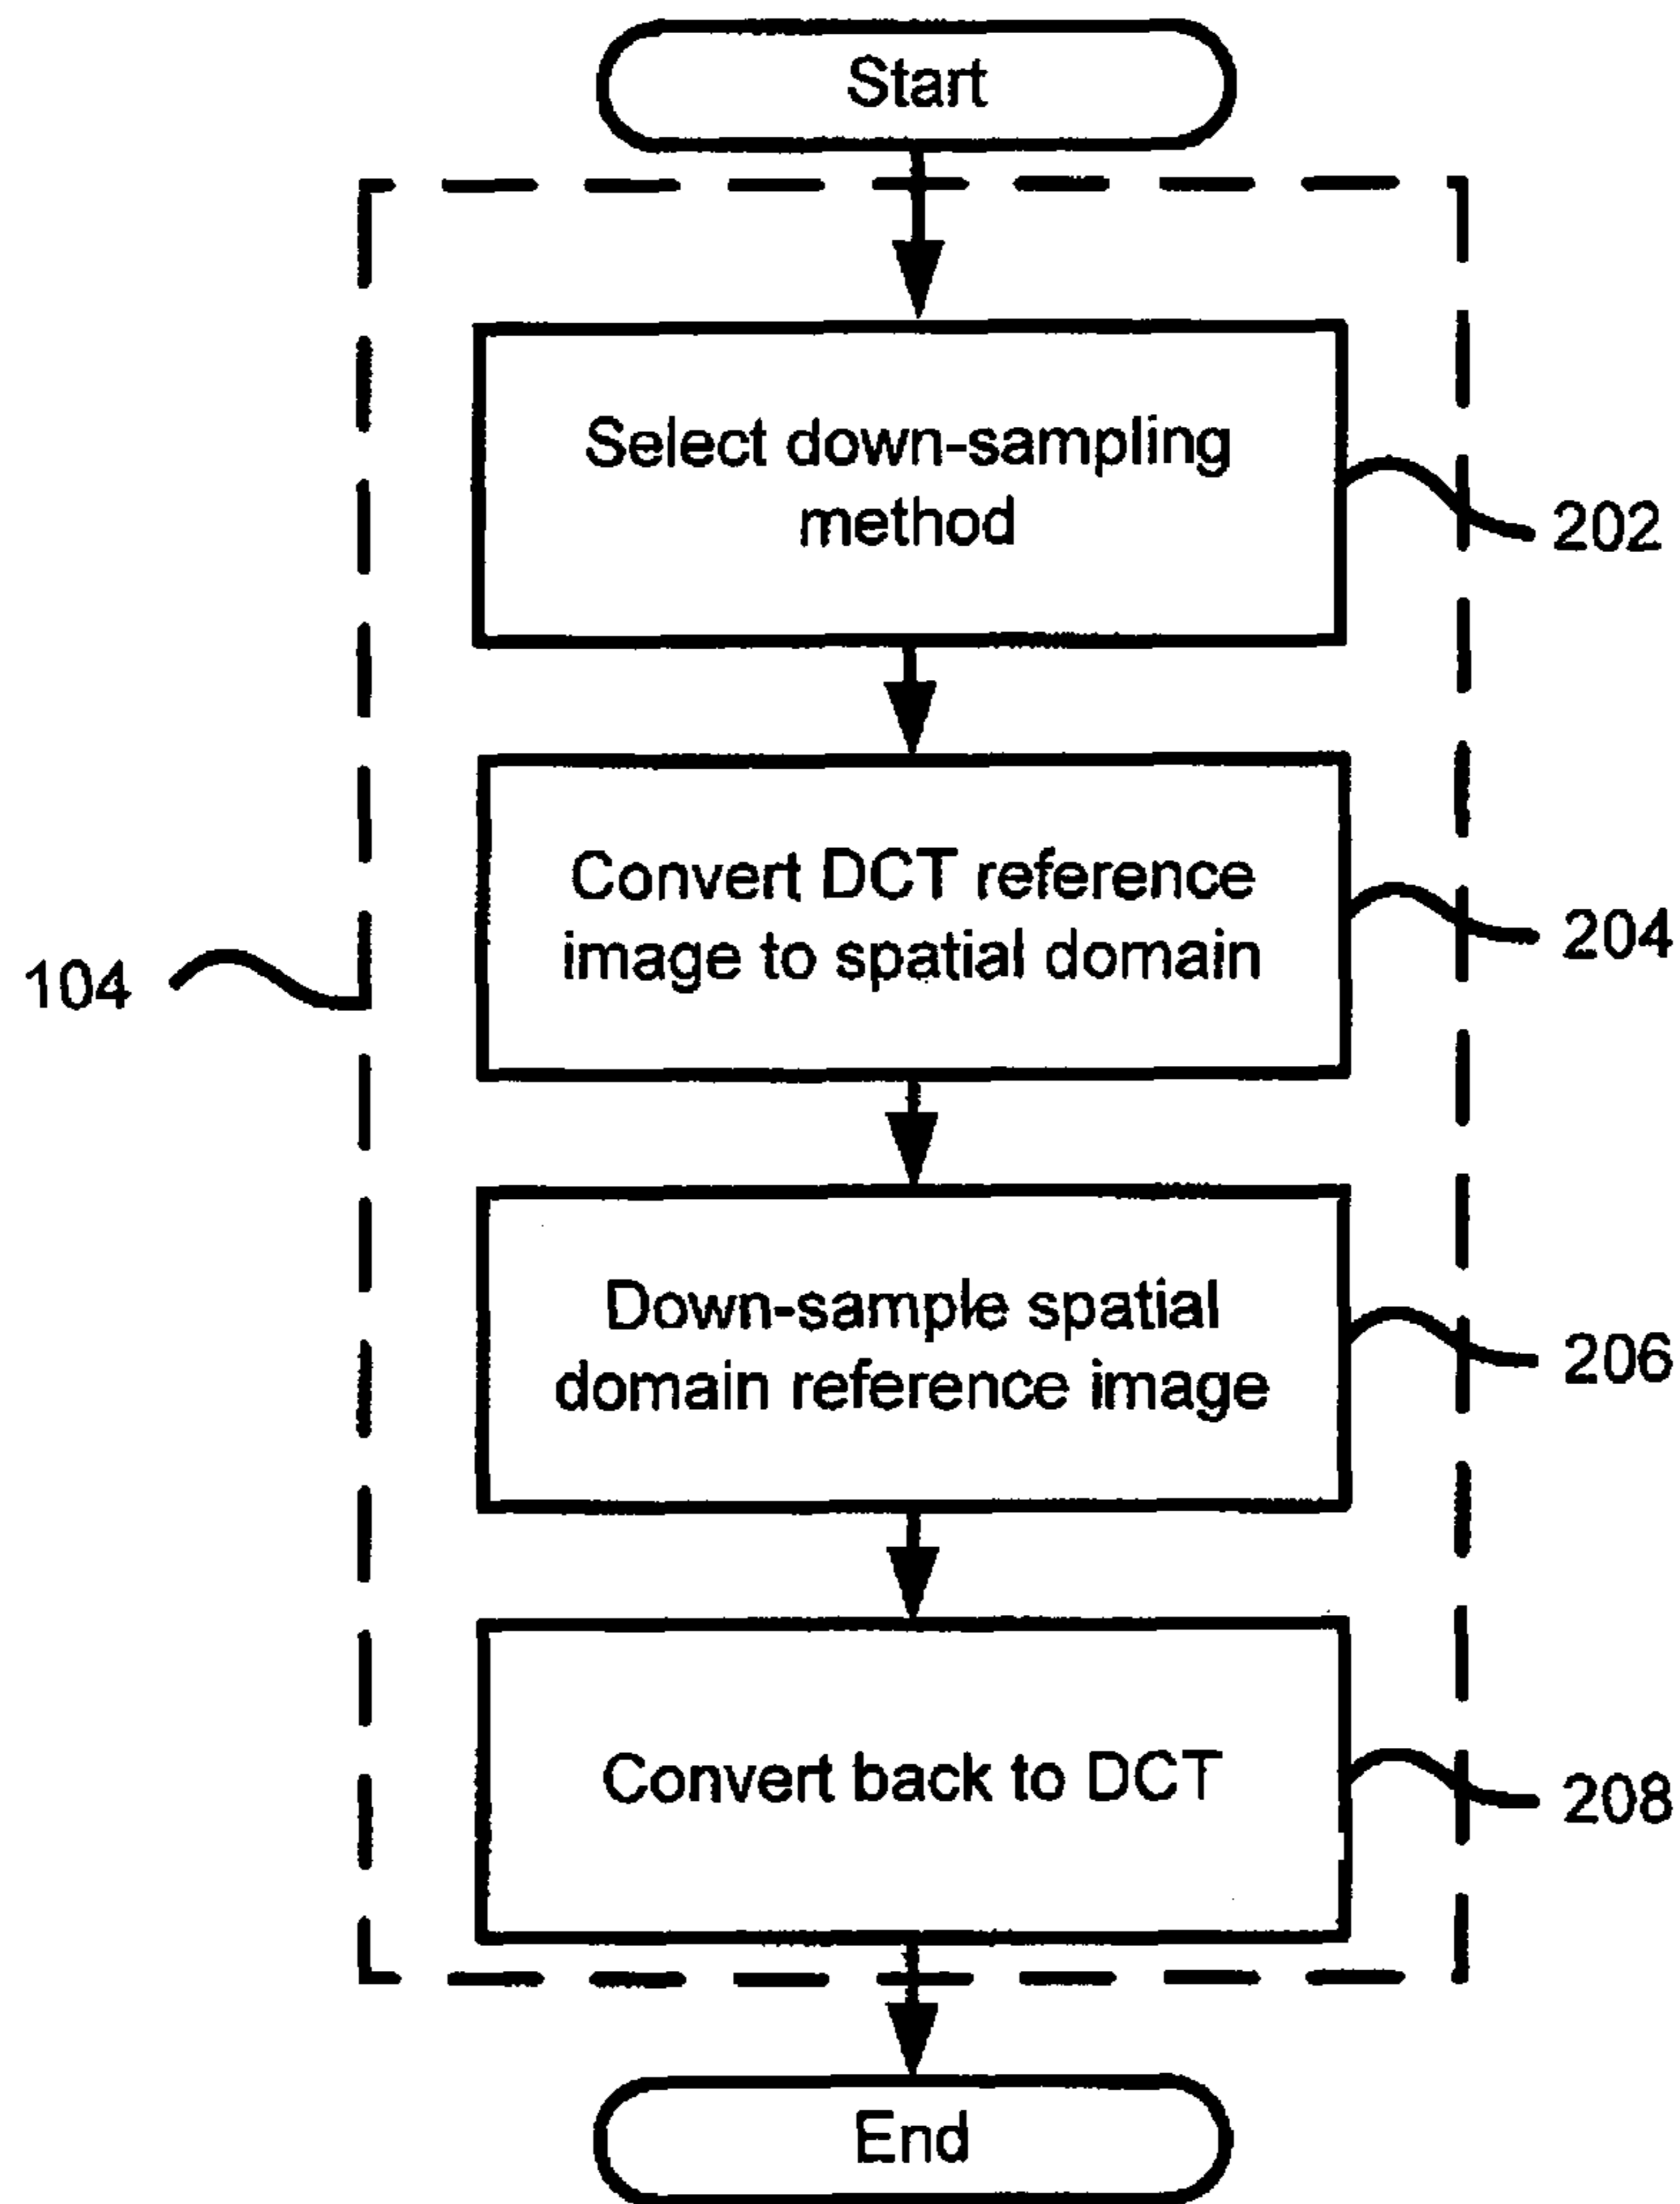 Start
Select down-sampling
method
202
Convert DCT reference
image to spatial domain
204
104
Down-sample spatial
domain reference image
206
Convert back to DCT
208
End